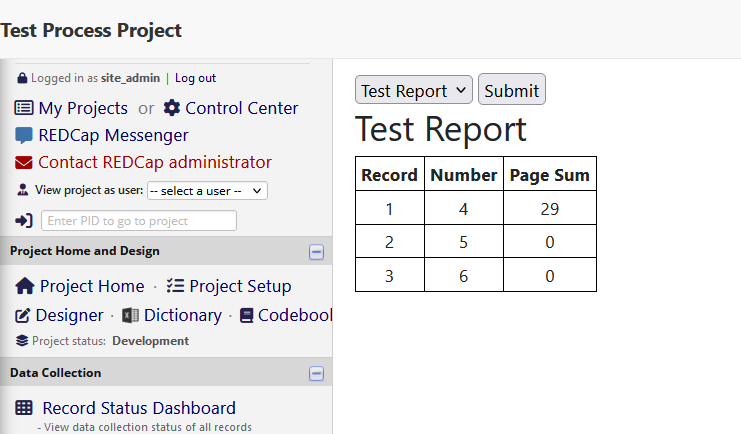 Test Process Project
Logged in as site_admin | Log out
My Projects or Control Center
REDCap Messenger
Contact REDCap administrator
View project as user: -- select a user --
Enter PID to go to project
Project Home and Design
Project Home · Project Setup
Designer · Dictionary · Codebook
Project status: Development
Data Collection
Record Status Dashboard
- View data collection status of all records
Test Report Submit
Test Report
Record Number Page Sum
1 4 29
2 5 0
3 6 0